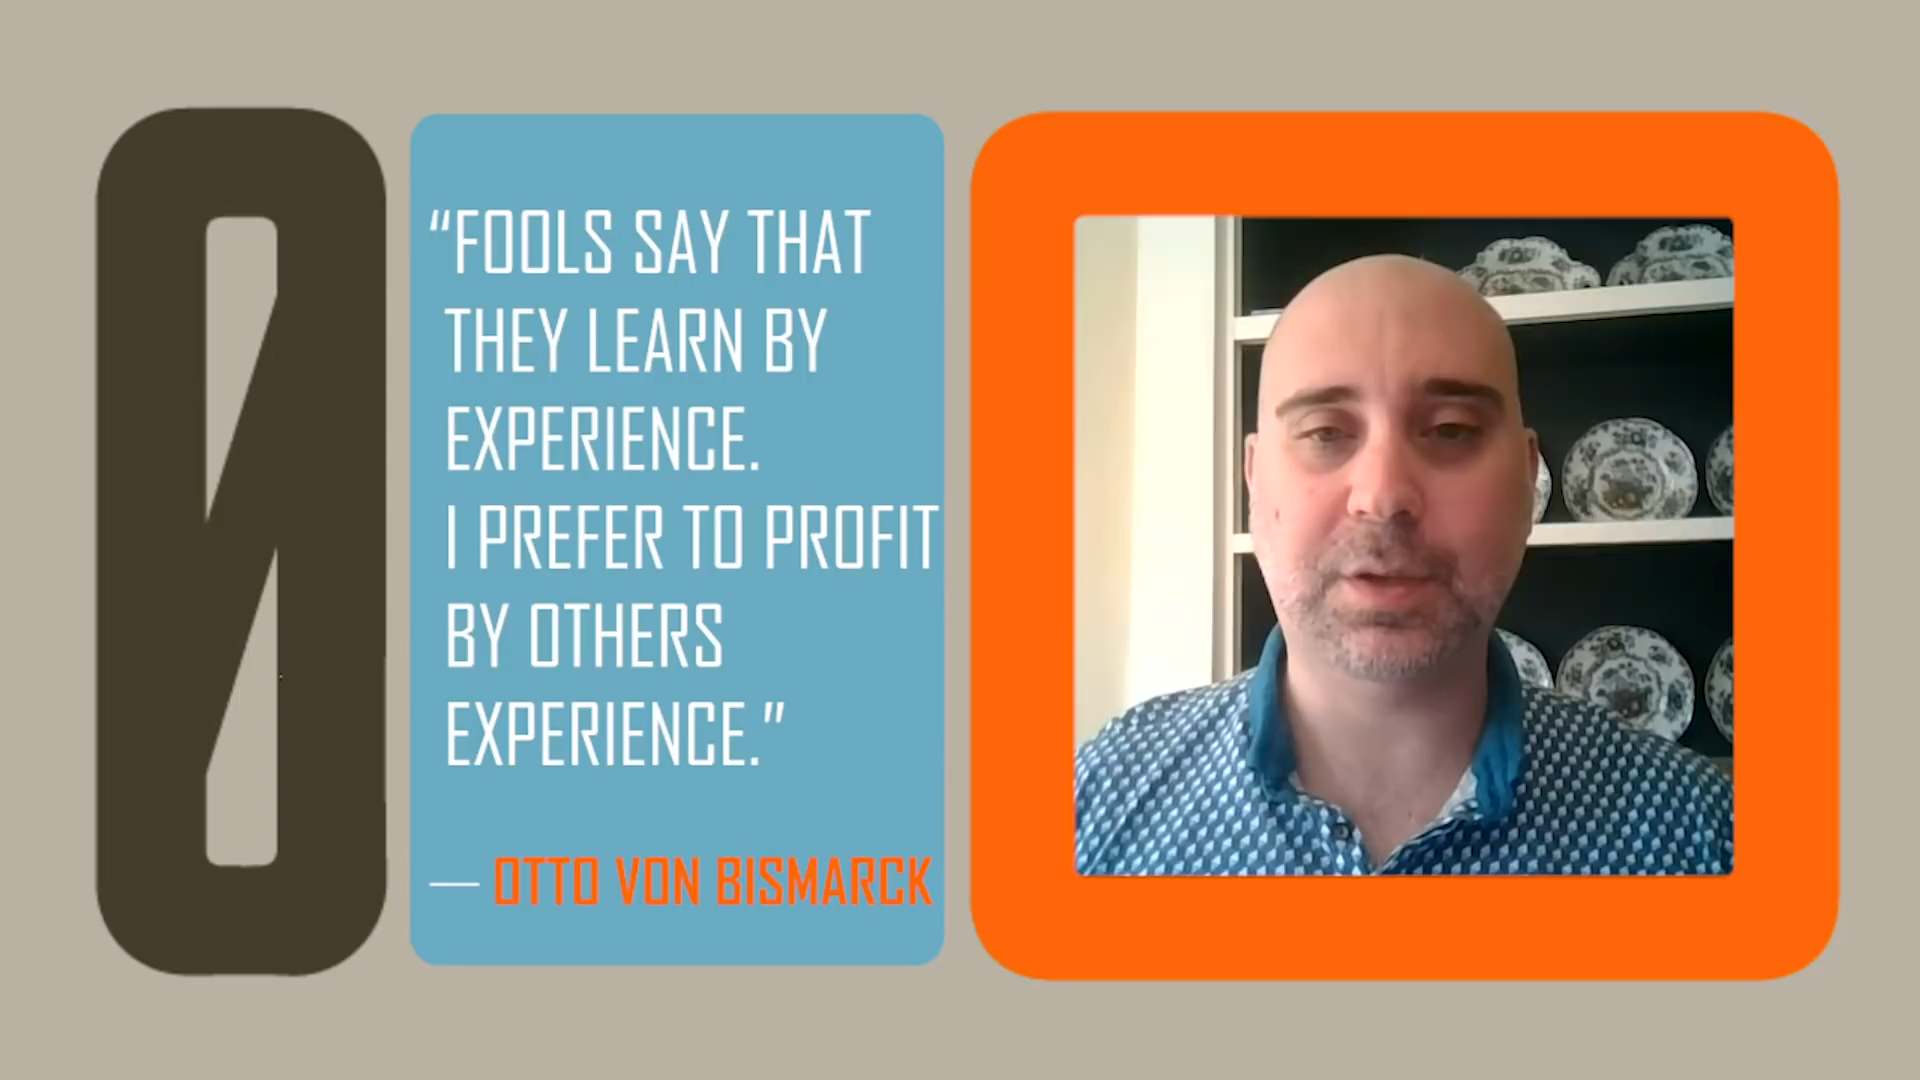 “FOOLS SAY THAT
THEY LEARN BY
EXPERIENCE.
I PREFER TO PROFIT
BY OTHERS
EXPERIENCE.”
— OTTO VON BISMARCK